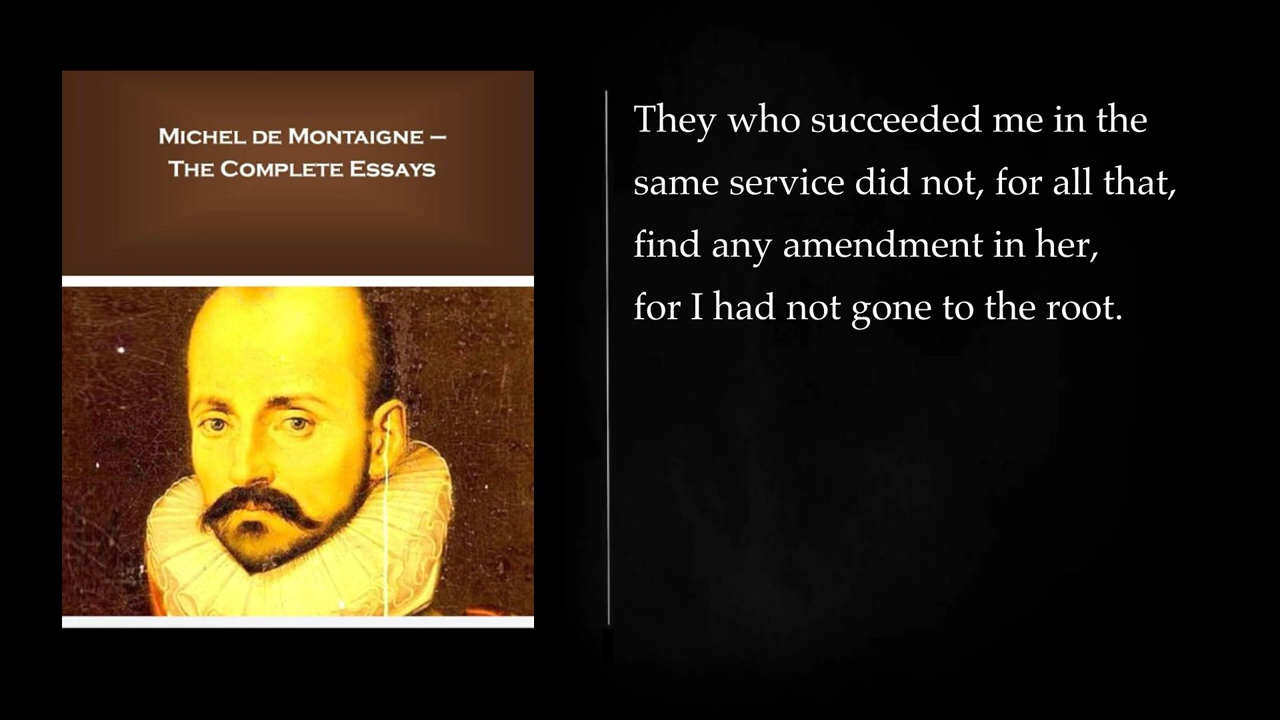 MICHEL DE MONTAIGNE –
THE COMPLETE ESSAYS
They who succeeded me in the
same service did not, for all that,
find any amendment in her,
for I had not gone to the root.